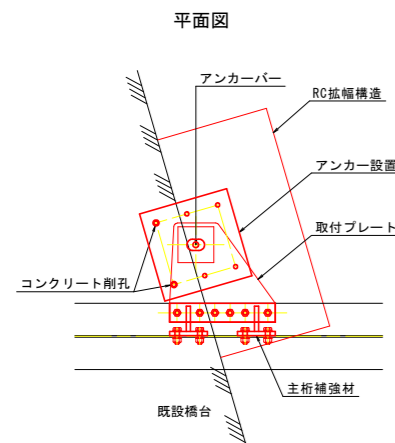 平面図
アンカーバー
RC拡幅構造
アンカー設置
取付プレート
コンクリート削孔
主桁補強材
既設橋台